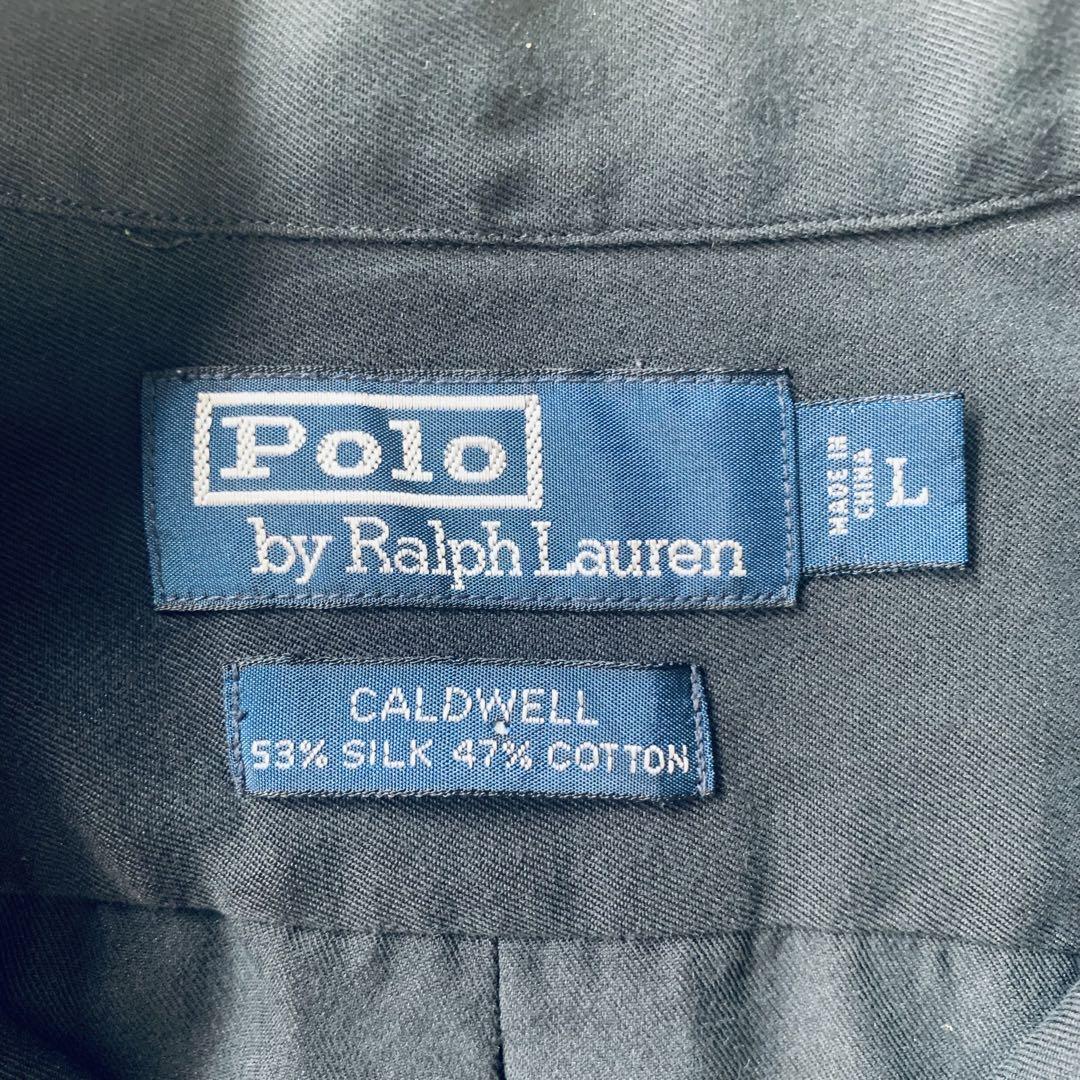 Polo
by Ralph Lauren
MADE IN
CHINA
L
CALDWELL
53% SILK 47% COTTON